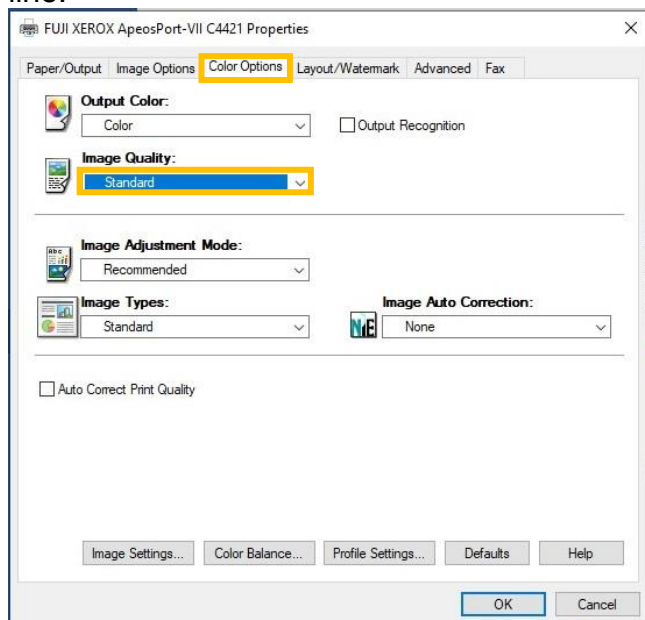 line.
FUJI XEROX ApeosPort-VII C4421 Properties
Paper/Output Image Options Color Options Layout/Watermark Advanced Fax
Output Color:
Color
Output Recognition
Image Quality:
Standard
Image Adjustment Mode:
Recommended
Image Types:
Standard
Image Auto Correction:
None
Auto Correct Print Quality
Image Settings... Color Balance... Profile Settings... Defaults Help
OK Cancel